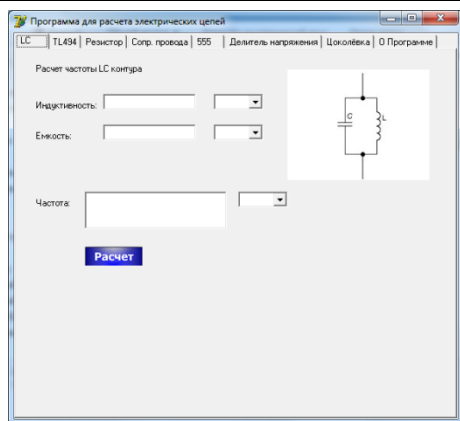 Программа для расчета электрических цепей
LC TL494 Резистор Сопр. провода 555 Делитель напряжения Цоколёвка О Программе
Расчет частоты LC контура
Индуктивность:
Емкость:
C L
Частота:
Расчет